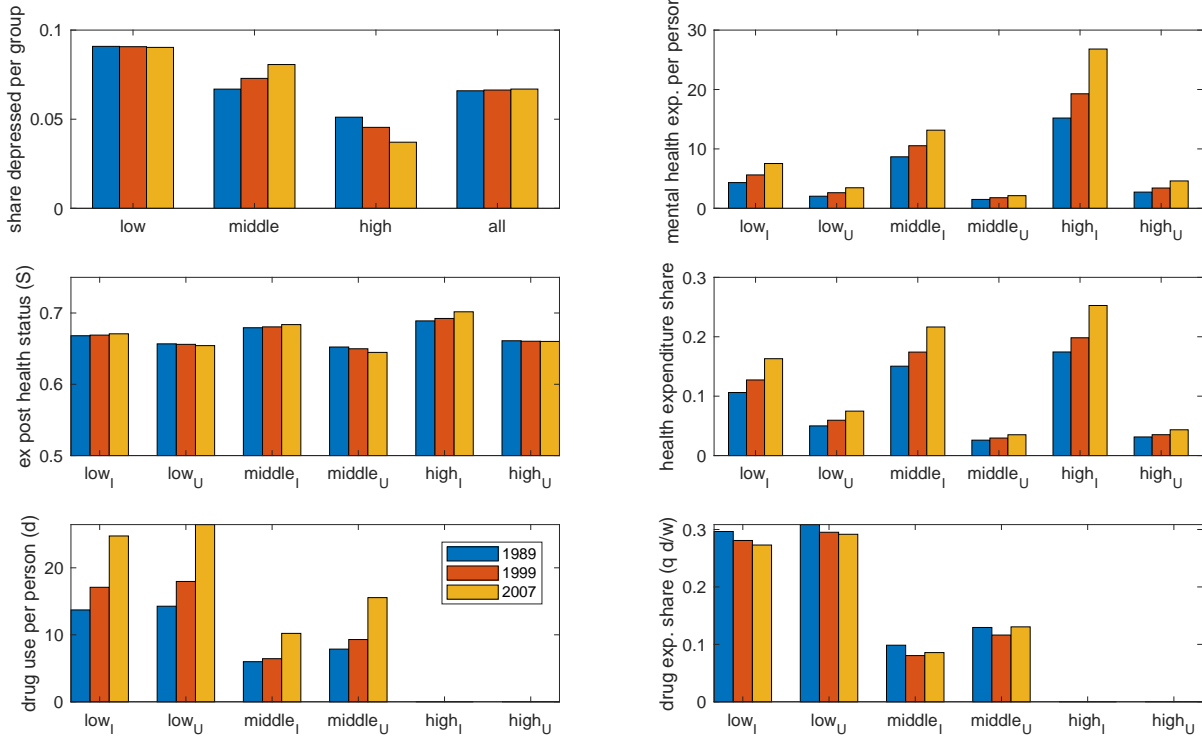 share depressed per group
0.1
0.05
0
low
middle
high
all
mental health exp. per person
30
20
10
0
low_I
low_U
middle_I
middle_U
high_I
high_U
ex post health status (S)
0.7
0.6
0.5
low_I
low_U
middle_I
middle_U
high_I
high_U
health expenditure share
0.3
0.2
0.1
0
low_I
low_U
middle_I
middle_U
high_I
high_U
drug use per person (d)
20
10
0
low_I
low_U
middle_I
middle_U
high_I
high_U
1989
1999
2007
drug exp. share (q d/w)
0.3
0.2
0.1
0
low_I
low_U
middle_I
middle_U
high_I
high_U